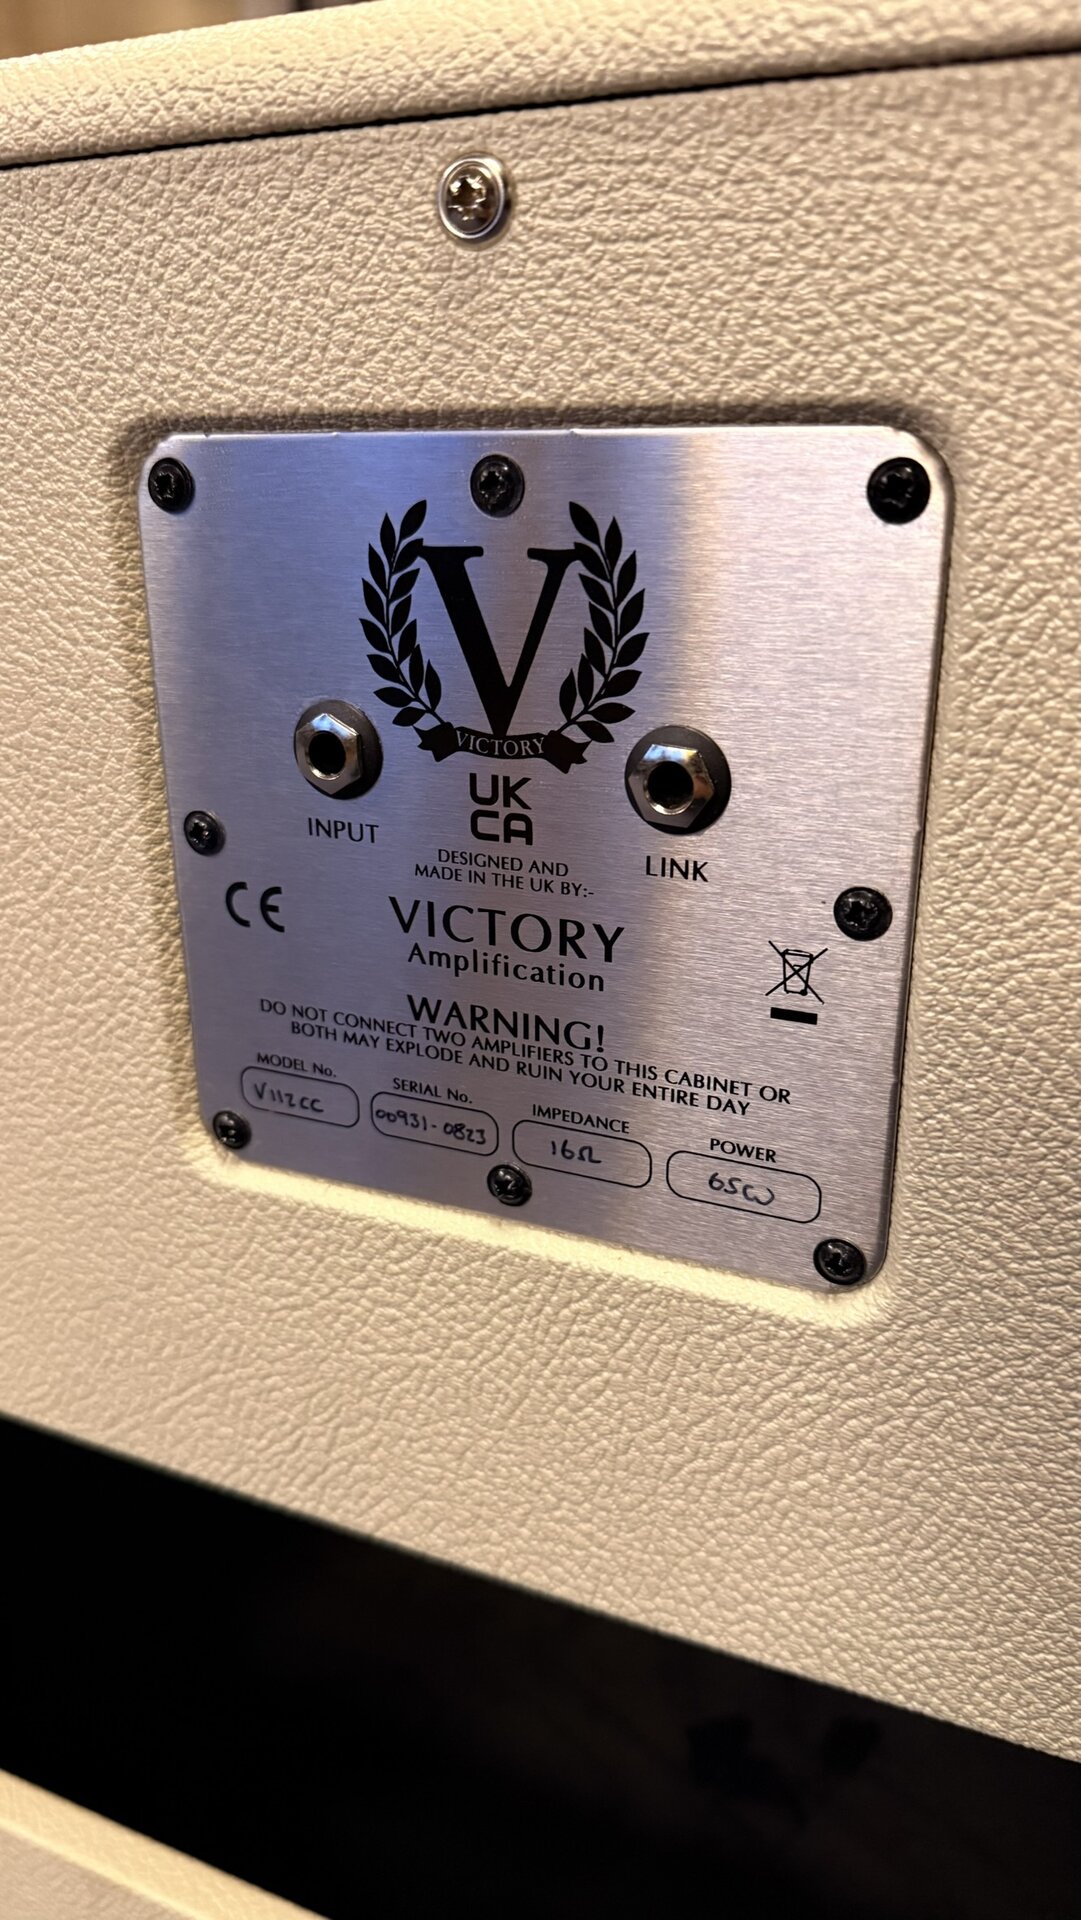 V
VICTORY
UK
CA
INPUT
LINK
DESIGNED AND
MADE IN THE UK BY:-
CE
VICTORY
Amplification
WARNING!
DO NOT CONNECT TWO AMPLIFIERS TO THIS CABINET OR
BOTH MAY EXPLODE AND RUIN YOUR ENTIRE DAY
MODEL No.
V112CC
SERIAL No.
00931-0823
IMPEDANCE
16Ω
POWER
65W